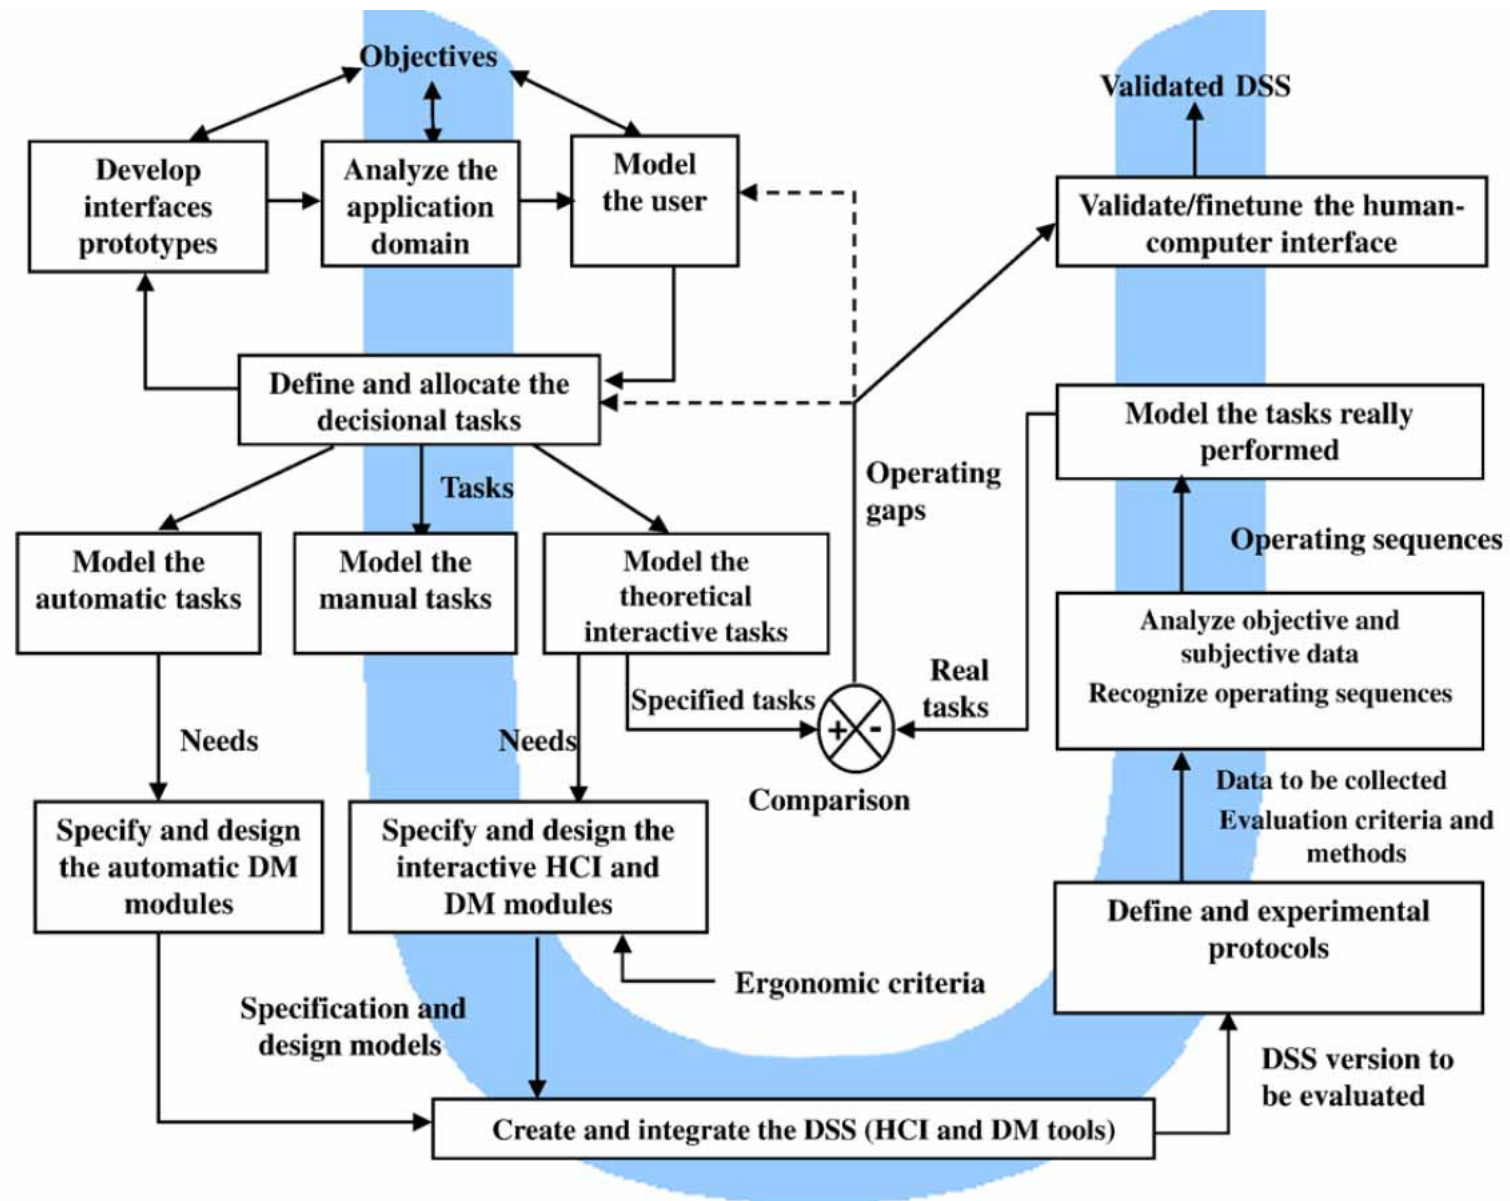 Objectives
Validated DSS
Develop
interfaces
prototypes
Analyze the
application
domain
Model
the user
Validate/finetune the human-
computer interface
Define and allocate the
decisional tasks
Model the tasks really
performed
Tasks
Operating
gaps
Operating sequences
Model the
automatic tasks
Model the
manual tasks
Model the
theoretical
interactive tasks
Analyze objective and
subjective data
Recognize operating sequences
Specified tasks
Real
tasks
+
-
Needs
Needs
Comparison
Data to be collected
Evaluation criteria and
methods
Specify and design
the automatic DM
modules
Specify and design the
interactive HCI and
DM modules
Define and experimental
protocols
Ergonomic criteria
Specification and
design models
DSS version to
be evaluated
Create and integrate the DSS (HCI and DM tools)